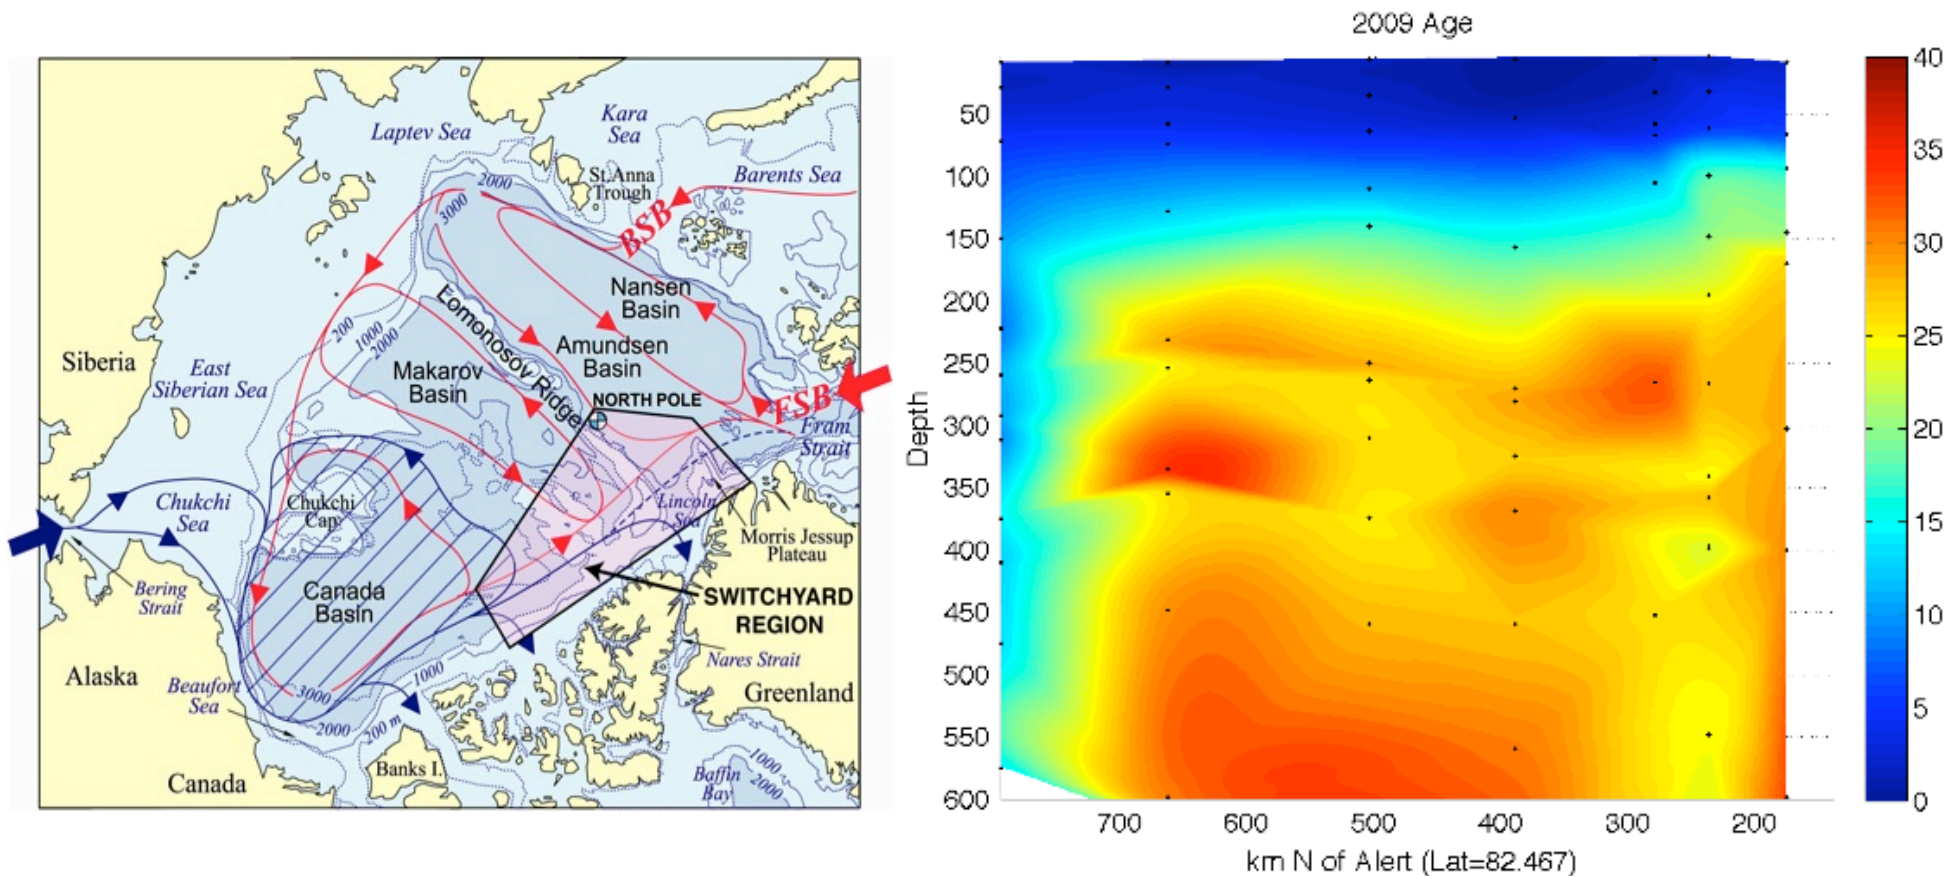 Laptev Sea
Kara
Sea
Barents Sea
St.Anna
Trough
2000
3000
BSB
Nansen
Basin
Lomonosov Ridge
Amundsen
Basin
200
1000
2000
Siberia
East
Siberian Sea
Makarov
Basin
NORTH POLE
FSB
Fram
Strait
Chukchi
Sea
Chukchi
Cap
Lincoln
Sea
Morris Jessup
Plateau
Bering
Strait
Canada
Basin
SWITCHYARD
REGION
Nares Strait
Alaska
Beaufort
Sea
3000
2000
200 m
1000
Greenland
Canada
Banks I.
Baffin
Bay
1000
2000
2009 Age
Depth
50
100
150
200
250
300
350
400
450
500
550
600
700
600
500
400
300
200
km N of Alert (Lat=82.467)
40
35
30
25
20
15
10
5
0